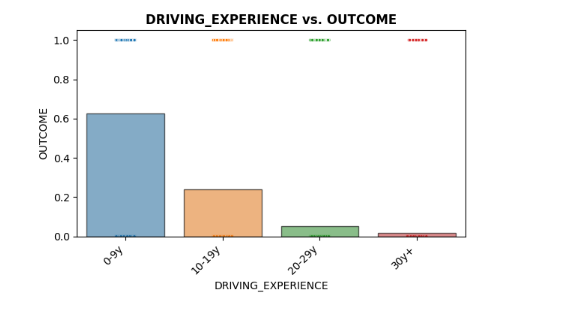 DRIVING_EXPERIENCE vs. OUTCOME
1.0
0.8
0.6
0.4
0.2
0.0
OUTCOME
0-9y
10-19y
20-29y
30y+
DRIVING_EXPERIENCE